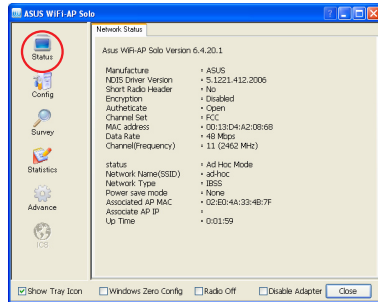 ASUS WiFi-AP Solo
Network Status
Status
Config
Survey
Statistics
Advance
ICS
Asus WiFi-AP Solo Version 6.4.20.1
Manufacture • ASUS
NDIS Driver Version • 5.1221.412.2006
Short Radio Header • No
Encryption • Disabled
Autheticate • Open
Channel Set • FCC
MAC address • 00:13:D4:A2:08:68
Data Rate • 48 Mbps
Channel(Frequency) • 11 (2462 MHz)
status • Ad Hoc Mode
Network Name(SSID) • ad-hoc
Network Type • IBSS
Power save mode • None
Associated AP MAC • 02:E0:4A:33:4B:7F
Associate AP IP •
Up Time • 0:01:59
Show Tray Icon
Windows Zero Config
Radio Off
Disable Adapter
Close